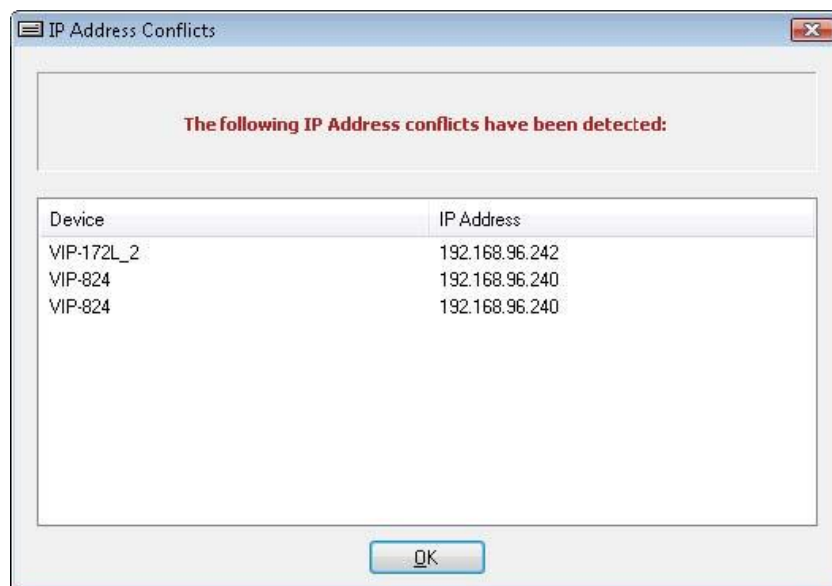 IP Address Conflicts
The following IP Address conflicts have been detected:
Device IP Address
VIP-172L_2 192.168.96.242
VIP-824 192.168.96.240
VIP-824 192.168.96.240
OK